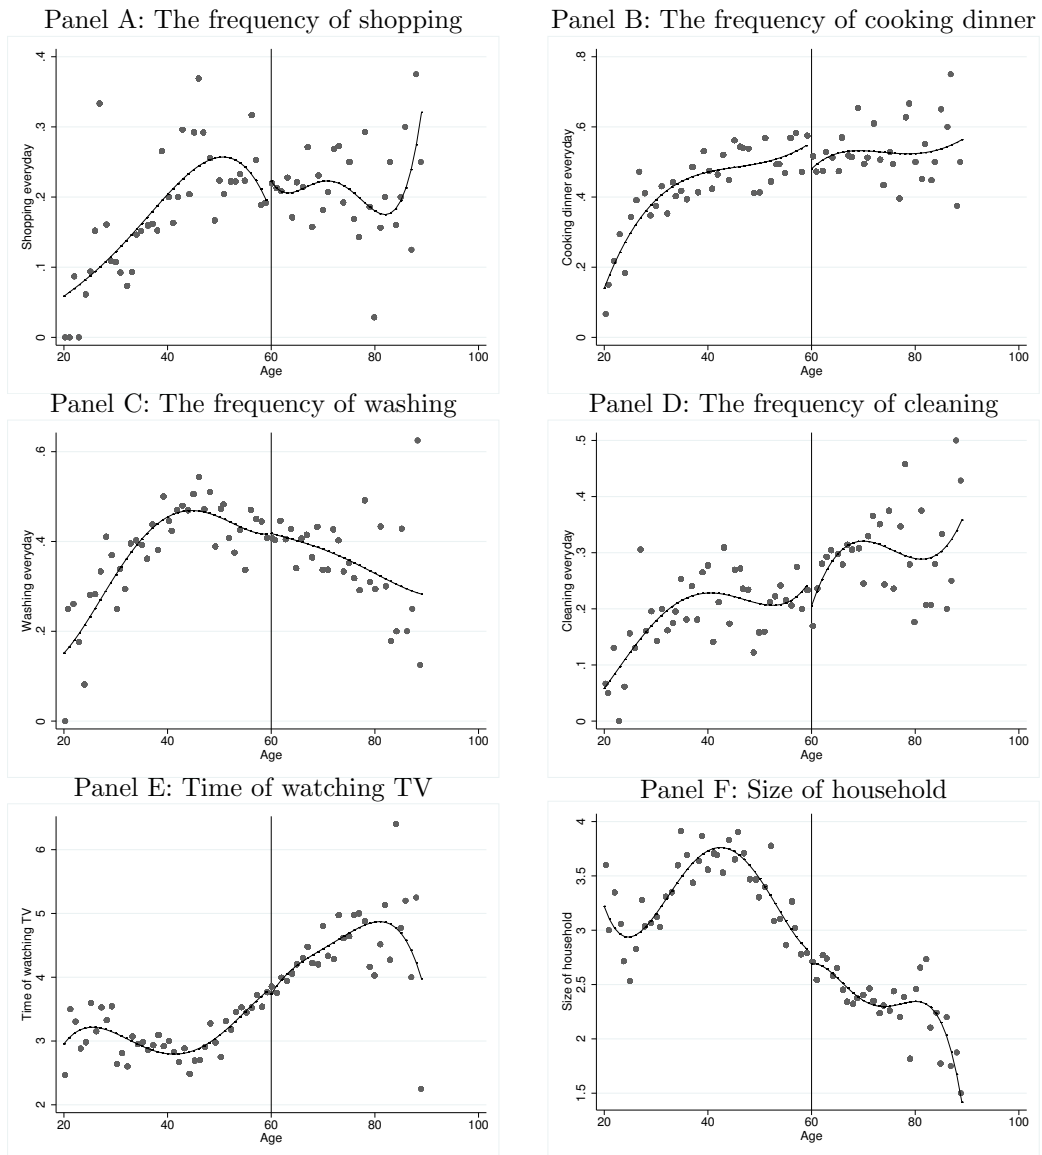 Panel A: The frequency of shopping
Panel B: The frequency of cooking dinner
Shopping everyday
.4
.3
.2
.1
0
20 40 60 80 100
Age
Cooking dinner everyday
.8
.6
.4
.2
0
20 40 60 80 100
Age
Panel C: The frequency of washing
Panel D: The frequency of cleaning
Washing everyday
.6
.4
.2
0
20 40 60 80 100
Age
Cleaning everyday
.5
.4
.3
.2
.1
0
20 40 60 80 100
Age
Panel E: Time of watching TV
Panel F: Size of household
Time of watching TV
6
5
4
3
2
20 40 60 80 100
Age
Size of household
4
3.5
3
2.5
2
1.5
20 40 60 80 100
Age